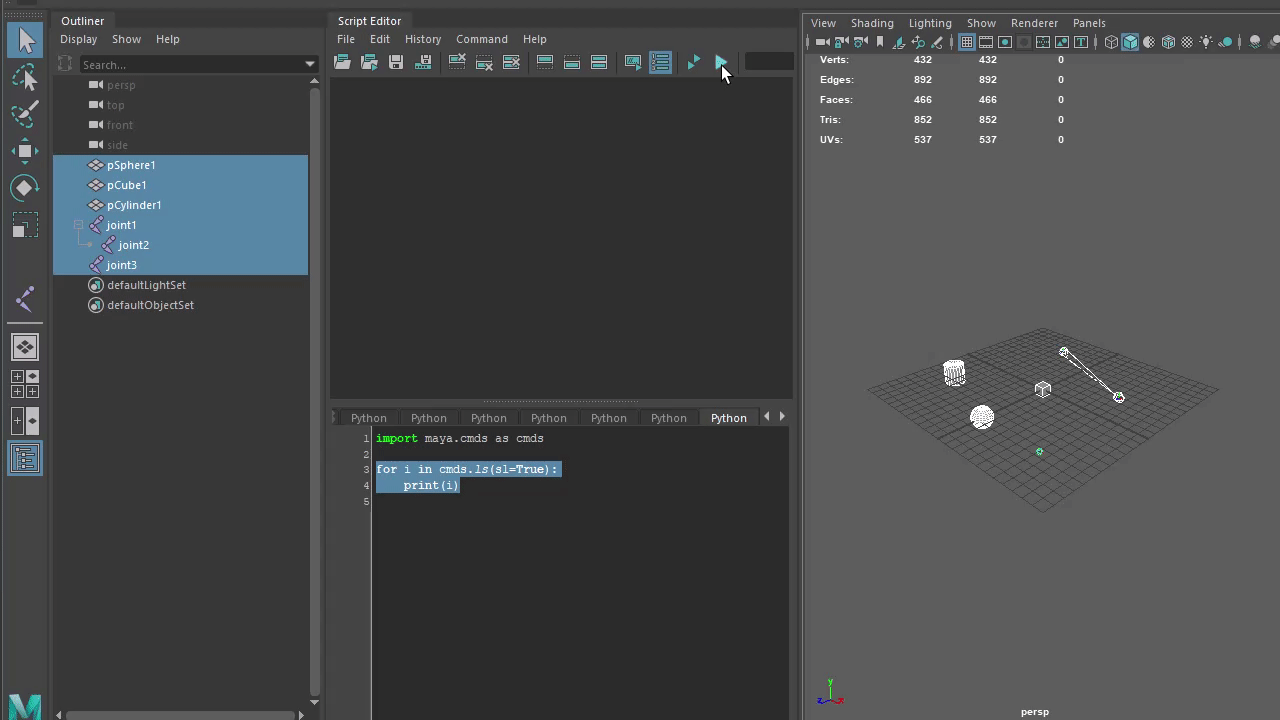 Outliner
Display Show Help
Search...
persp
top
front
side
pSphere1
pCube1
pCylinder1
joint1
joint2
joint3
defaultLightSet
defaultObjectSet
Script Editor
File Edit History Command Help
Python Python Python Python Python Python Python
1 import maya.cmds as cmds
2
3 for i in cmds.ls(sl=True):
4 print(i)
5
View Shading Lighting Show Renderer Panels
Verts: 432 432 0
Edges: 892 892 0
Faces: 466 466 0
Tris: 852 852 0
UVs: 537 537 0
y
z x
persp